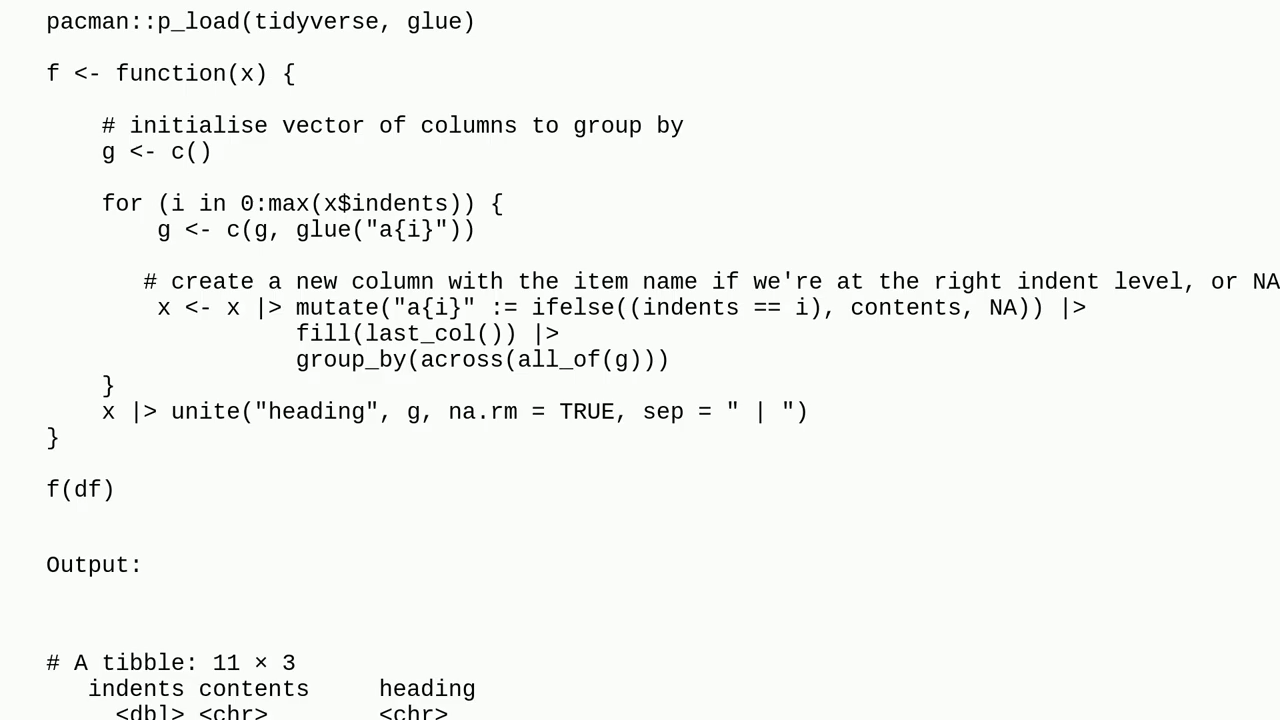 pacman::p_load(tidyverse, glue)
f <- function(x) {
# initialise vector of columns to group by
g <- c()
for (i in 0:max(x$indents)) {
g <- c(g, glue("a{i}"))
# create a new column with the item name if we're at the right indent level, or NA
x <- x |> mutate("a{i}" := ifelse((indents == i), contents, NA)) |>
fill(last_col()) |>
group_by(across(all_of(g)))
}
x |> unite("heading", g, na.rm = TRUE, sep = " | ")
}
f(df)
Output:
# A tibble: 11 × 3
indents contents heading
<dbl> <chr> <chr>